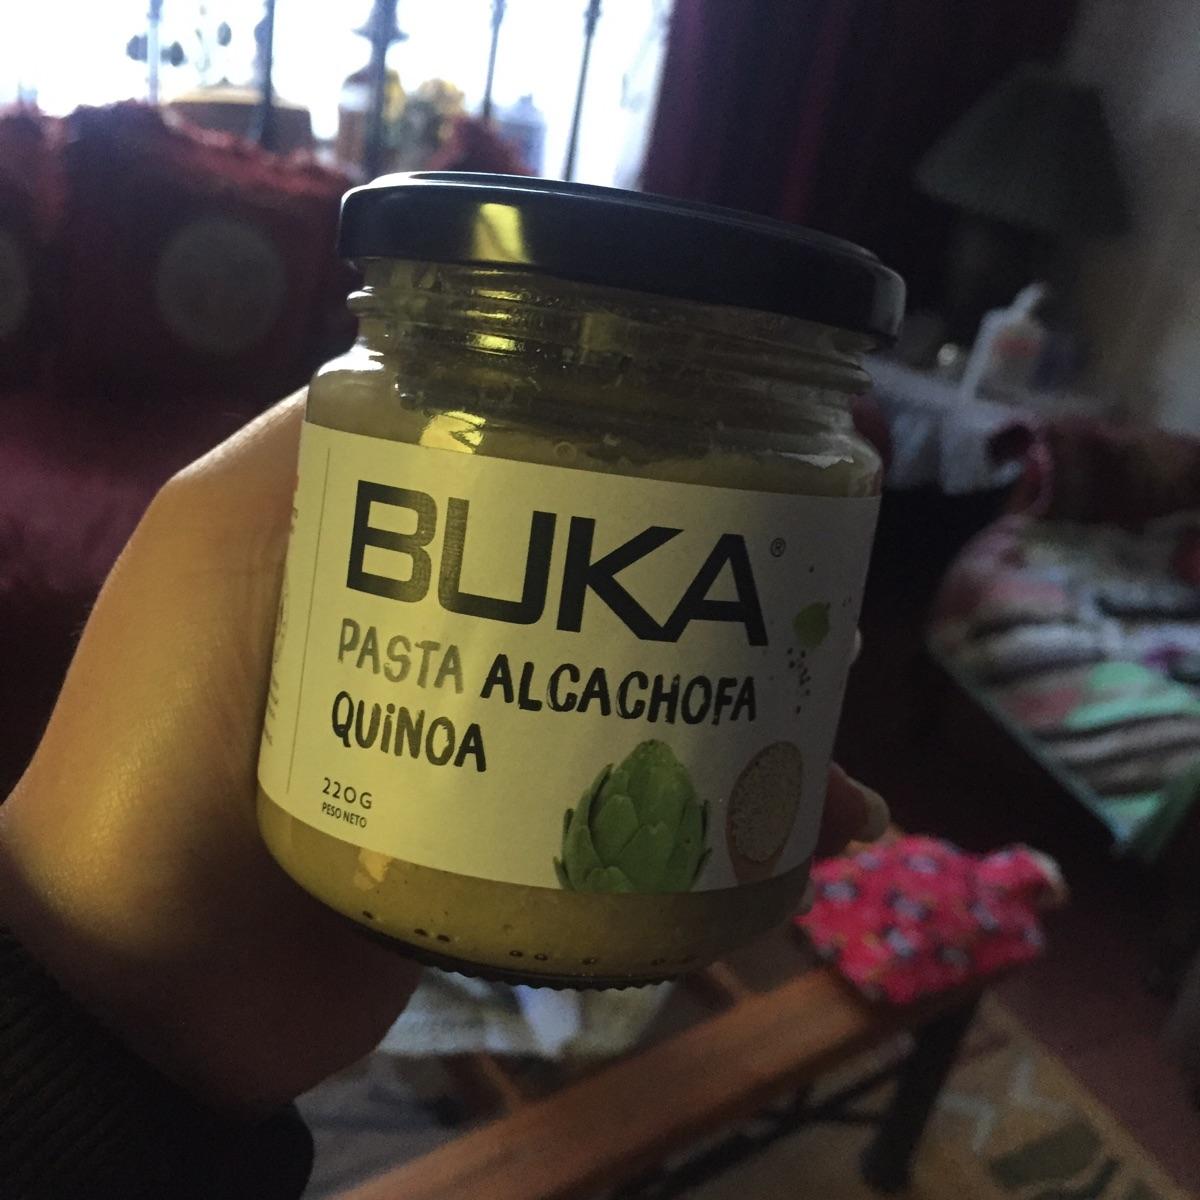 BUKA®
PASTA ALCACHOFA
QUiNOA
220G
PESO NETO